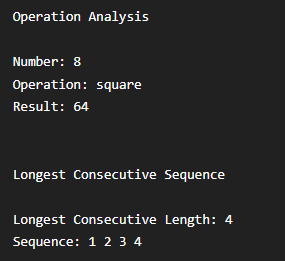 Operation Analysis
Number: 8
Operation: square
Result: 64
Longest Consecutive Sequence
Longest Consecutive Length: 4
Sequence: 1 2 3 4